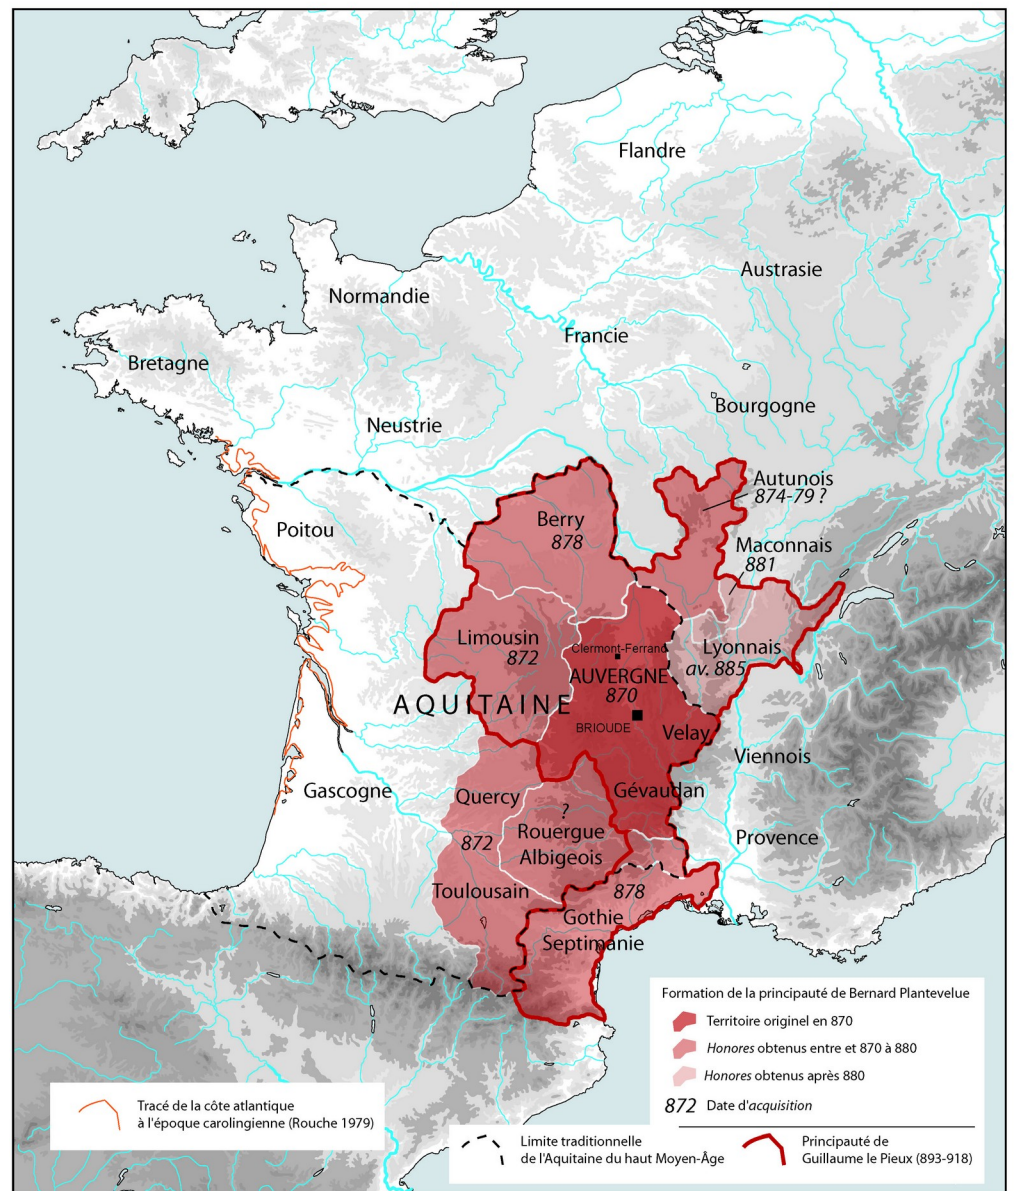 Flandre
Austrasie
Normandie
Francie
Bretagne
Bourgogne
Neustrie
Autunois
874-79 ?
Berry
878
Poitou
Maconnais
881
Limousin
872
Clermont-Ferrand
Lyonnais
av. 885
AUVERGNE
870
AQUITAINE
BRIOUDE
Velay
Viennois
Gascogne
Quercy
Gévaudan
?
Rouergue
Albigeois
872
Provence
Toulousain
878
Gothie
Septimanie
Formation de la principauté de Bernard Plantevelue
Territoire originel en 870
Honores obtenus entre et 870 à 880
Honores obtenus après 880
872 Date d'acquisition
Tracé de la côte atlantique
à l'époque carolingienne (Rouche 1979)
Limite traditionnelle
de l'Aquitaine du haut Moyen-Âge
Principauté de
Guillaume le Pieux (893-918)